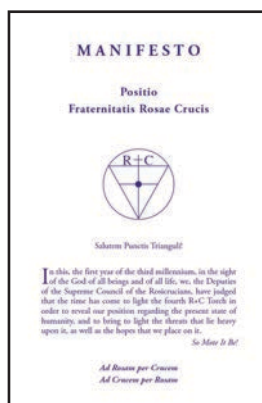 MANIFESTO
Positio
Fraternitatis Rosae Crucis
R+C
Salutem Punctis Trianguli!
In this, the first year of the third millennium, in the sight
of the God of all beings and of all life, we, the Deputies
of the Supreme Council of the Rosicrucians, have judged
that the time has come to light the fourth R+C Torch in
order to reveal our position regarding the present state of
humanity, and to bring to light the threats that lie heavy
upon it, as well as the hopes that we place on it.
So Mote It Be!
Ad Rosam per Crucem
Ad Crucem per Rosam